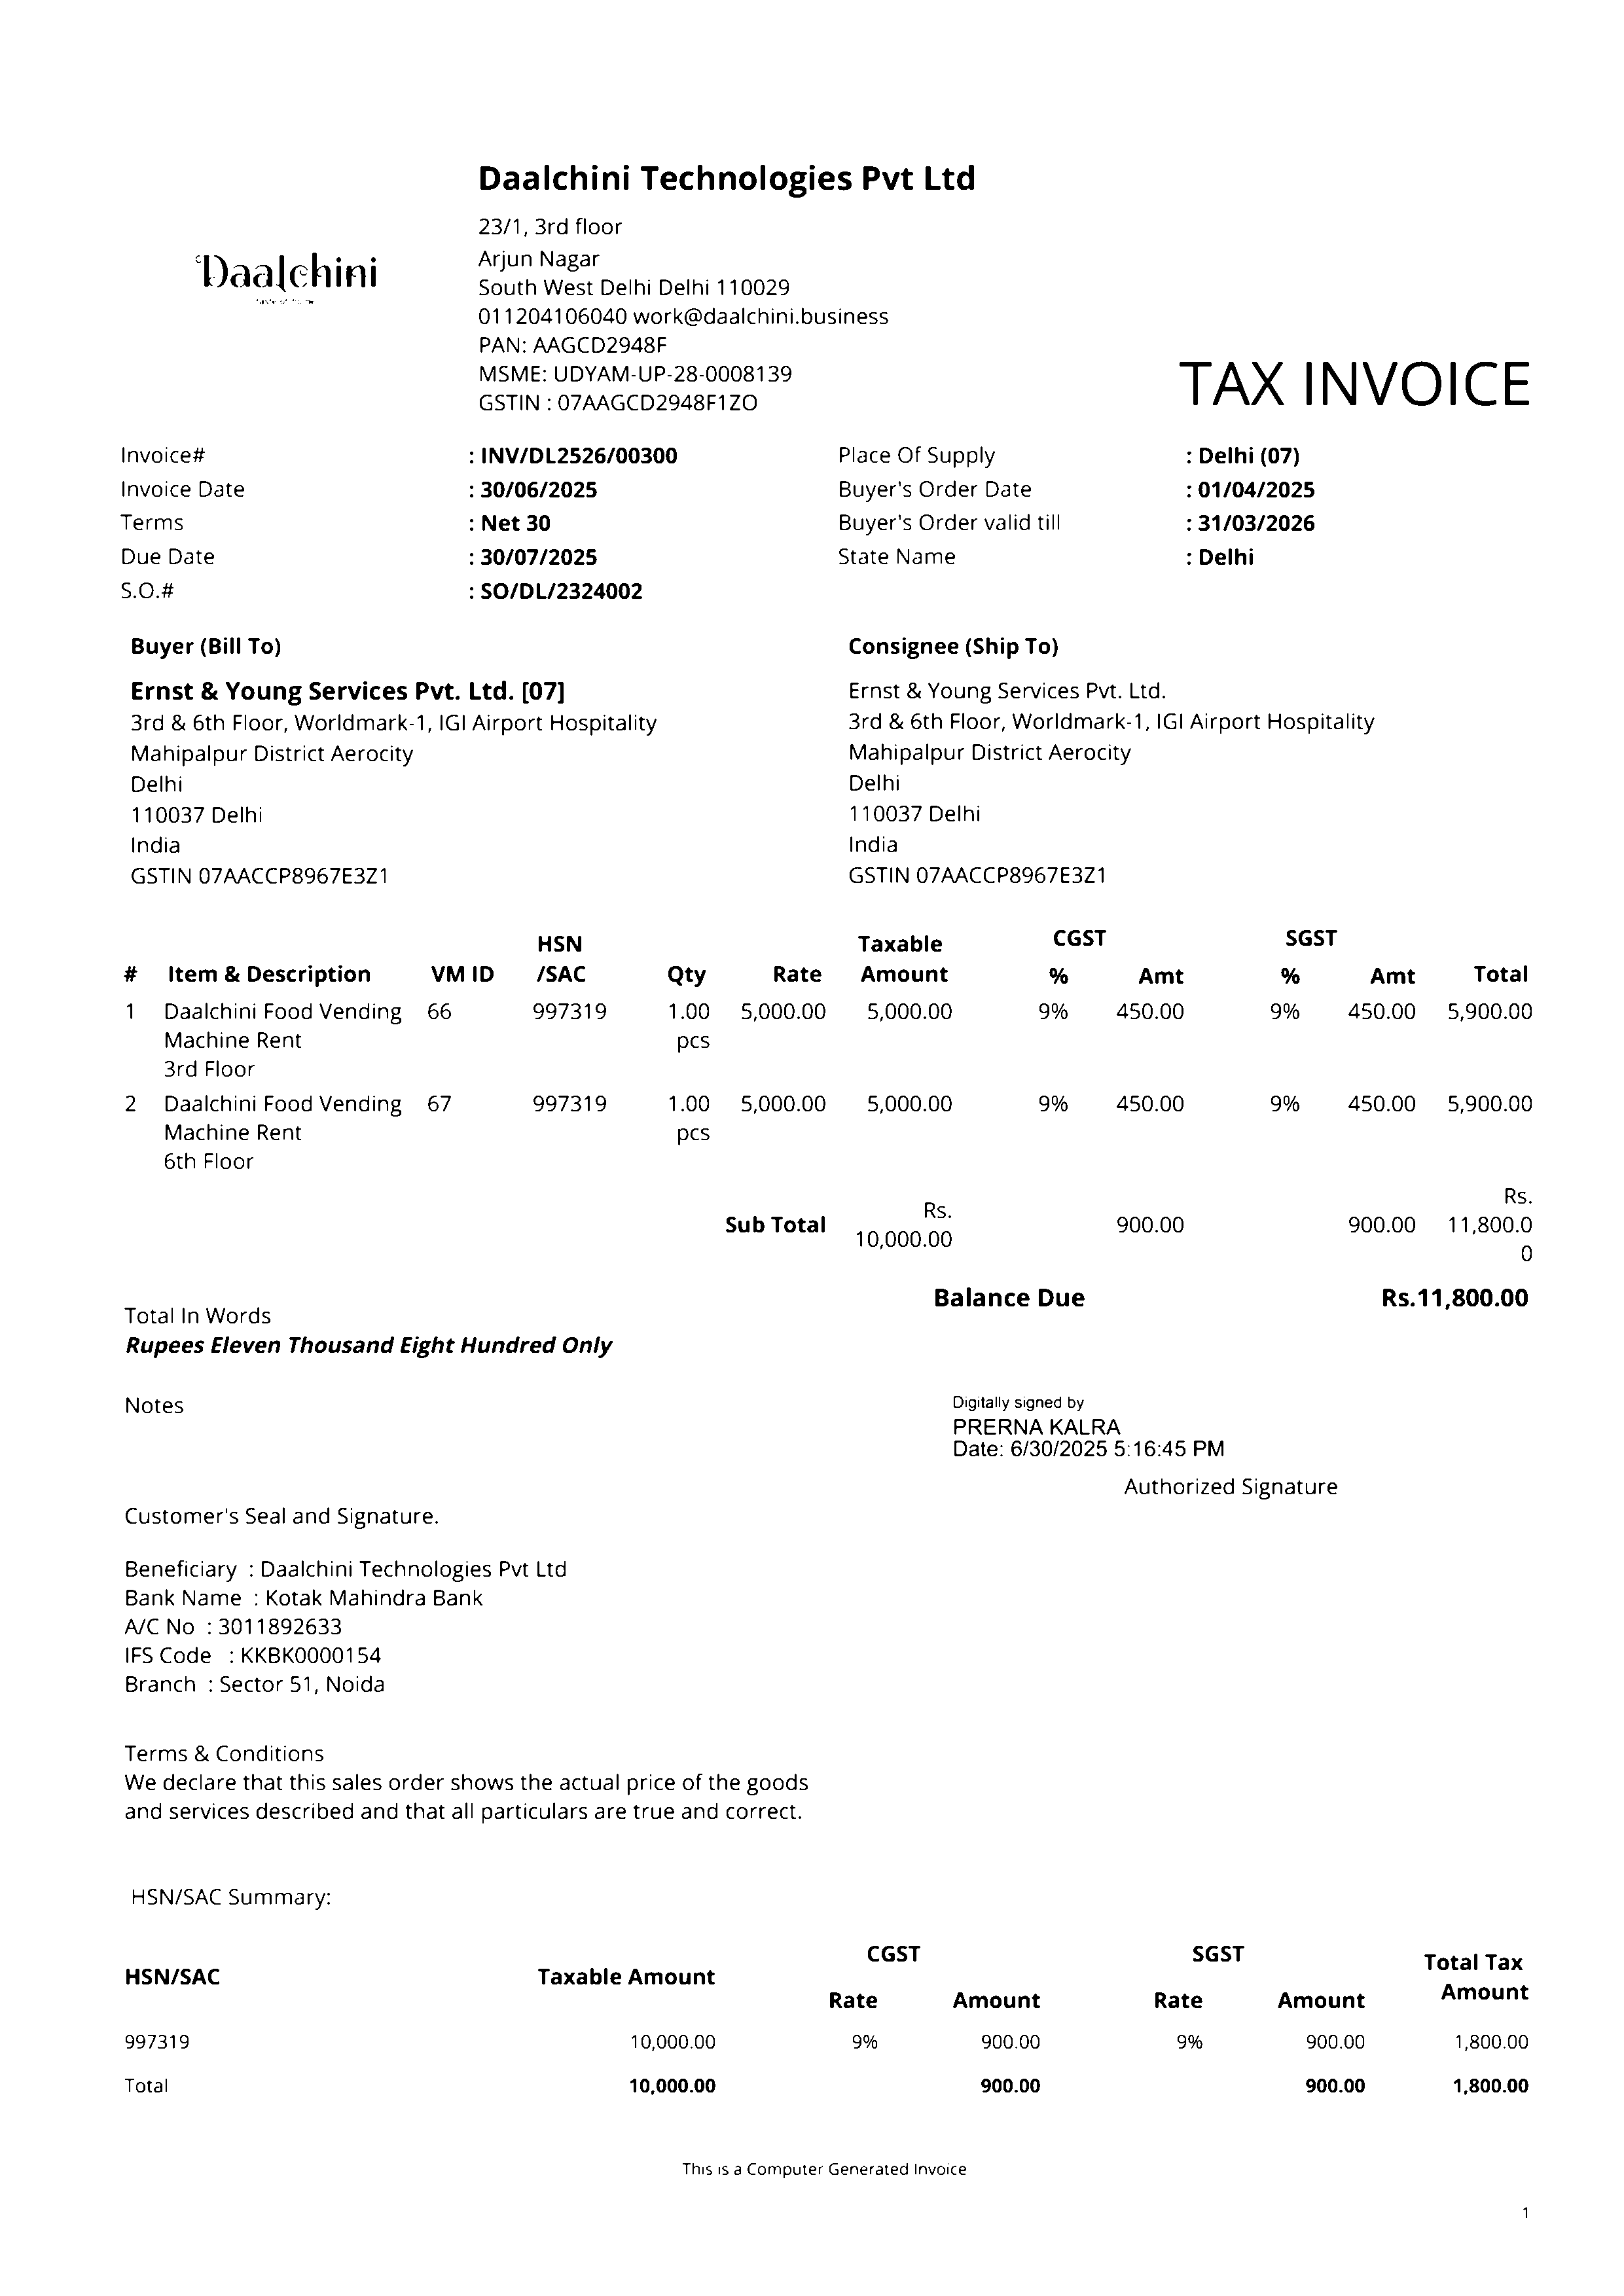 Daalchini
Daalchini Technologies Pvt Ltd
23/1, 3rd floor
Arjun Nagar
South West Delhi Delhi 110029
011204106040 work@daalchini.business
PAN: AAGCD2948F
MSME: UDYAM-UP-28-0008139
GSTIN : 07AAGCD2948F1ZO
TAX INVOICE
Invoice# : INV/DL2526/00300 Place Of Supply : Delhi (07)
Invoice Date : 30/06/2025 Buyer's Order Date : 01/04/2025
Terms : Net 30 Buyer's Order valid till : 31/03/2026
Due Date : 30/07/2025 State Name : Delhi
S.O.# : SO/DL/2324002
Buyer (Bill To)
Ernst & Young Services Pvt. Ltd. [07]
3rd & 6th Floor, Worldmark-1, IGI Airport Hospitality
Mahipalpur District Aerocity
Delhi
110037 Delhi
India
GSTIN 07AACCP8967E3Z1
Consignee (Ship To)
Ernst & Young Services Pvt. Ltd.
3rd & 6th Floor, Worldmark-1, IGI Airport Hospitality
Mahipalpur District Aerocity
Delhi
110037 Delhi
India
GSTIN 07AACCP8967E3Z1
HSN Taxable CGST SGST
# Item & Description VM ID /SAC Qty Rate Amount % Amt % Amt Total
1 Daalchini Food Vending 66 997319 1.00 5,000.00 5,000.00 9% 450.00 9% 450.00 5,900.00
Machine Rent pcs
3rd Floor
2 Daalchini Food Vending 67 997319 1.00 5,000.00 5,000.00 9% 450.00 9% 450.00 5,900.00
Machine Rent pcs
6th Floor
Rs. Rs.
Sub Total 10,000.00 900.00 900.00 11,800.0
0
Balance Due Rs.11,800.00
Total In Words
Rupees Eleven Thousand Eight Hundred Only
Notes
Digitally signed by
PRERNA KALRA
Date: 6/30/2025 5:16:45 PM
Authorized Signature
Customer's Seal and Signature.
Beneficiary : Daalchini Technologies Pvt Ltd
Bank Name : Kotak Mahindra Bank
A/C No : 3011892633
IFS Code : KKBK0000154
Branch : Sector 51, Noida
Terms & Conditions
We declare that this sales order shows the actual price of the goods
and services described and that all particulars are true and correct.
HSN/SAC Summary:
CGST SGST Total Tax
HSN/SAC Taxable Amount Rate Amount Rate Amount Amount
997319 10,000.00 9% 900.00 9% 900.00 1,800.00
Total 10,000.00 900.00 900.00 1,800.00
This is a Computer Generated Invoice
1